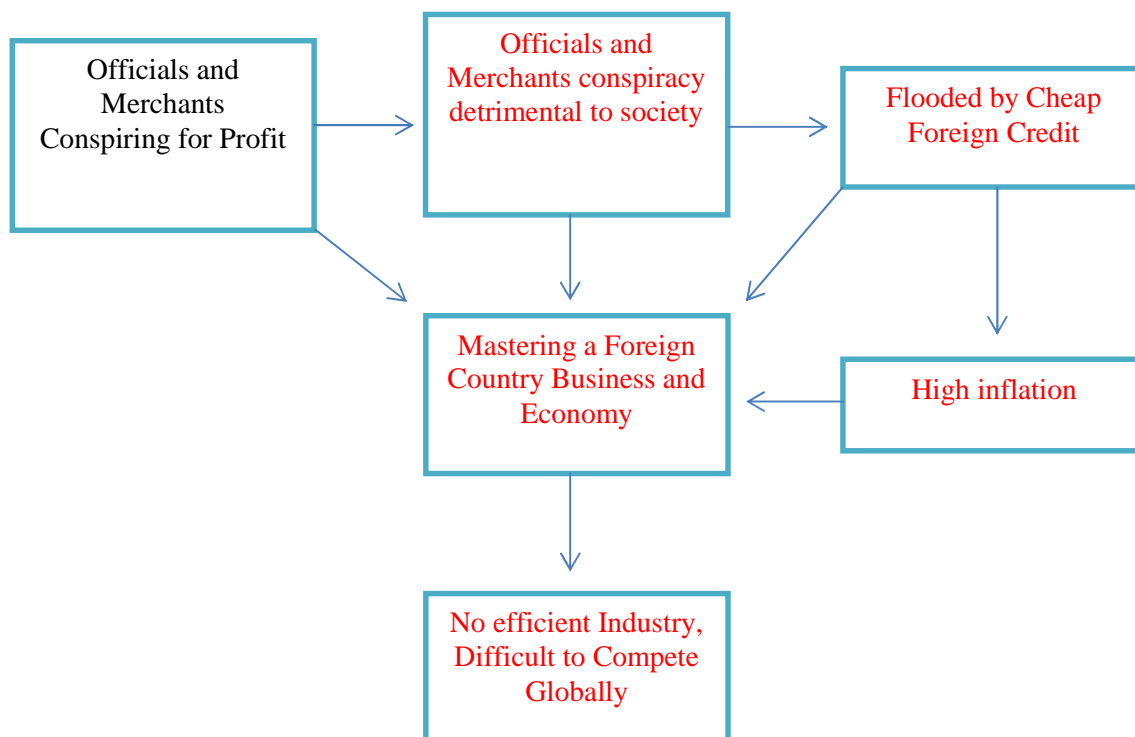 Officials and
Merchants
Conspiring for Profit
Officials and
Merchants conspiracy
detrimental to society
Flooded by Cheap
Foreign Credit
Mastering a Foreign
Country Business and
Economy
High inflation
No efficient Industry,
Difficult to Compete
Globally